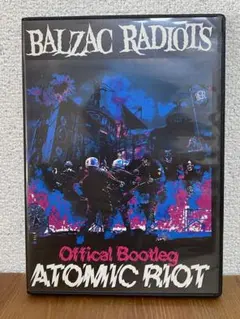 BALZAC RADIOTS
Offical Bootleg
ATOMIC RIOT